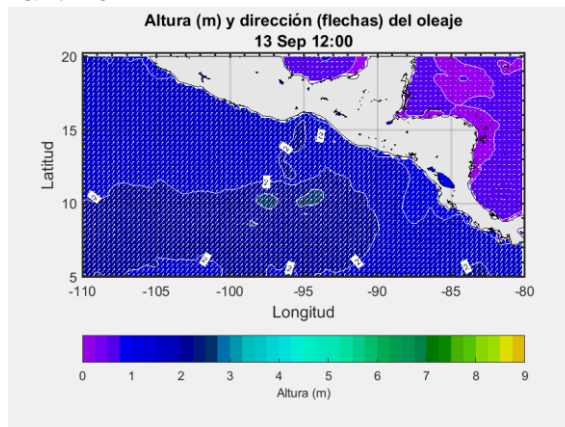 Altura (m) y dirección (flechas) del oleaje
13 Sep 12:00
20
15
10
5
Latitud
-110 -105 -100 -95 -90 -85 -80
Longitud
0 1 2 3 4 5 6 7 8 9
Altura (m)